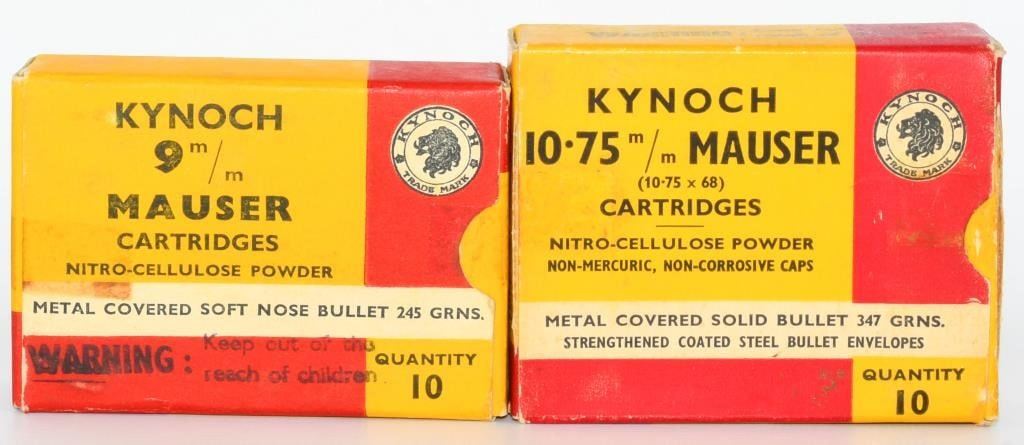 KYNOCH
9 m/m
MAUSER
CARTRIDGES
NITRO-CELLULOSE POWDER
KYNOCH
TRADE MARK
METAL COVERED SOFT NOSE BULLET 245 GRNS.
WARNING: Keep out of the
reach of children
QUANTITY
10
KYNOCH
10·75 m/m MAUSER
(10·75 x 68)
CARTRIDGES
NITRO-CELLULOSE POWDER
NON-MERCURIC, NON-CORROSIVE CAPS
KYNOCH
TRADE MARK
METAL COVERED SOLID BULLET 347 GRNS.
STRENGTHENED COATED STEEL BULLET ENVELOPES
QUANTITY
10